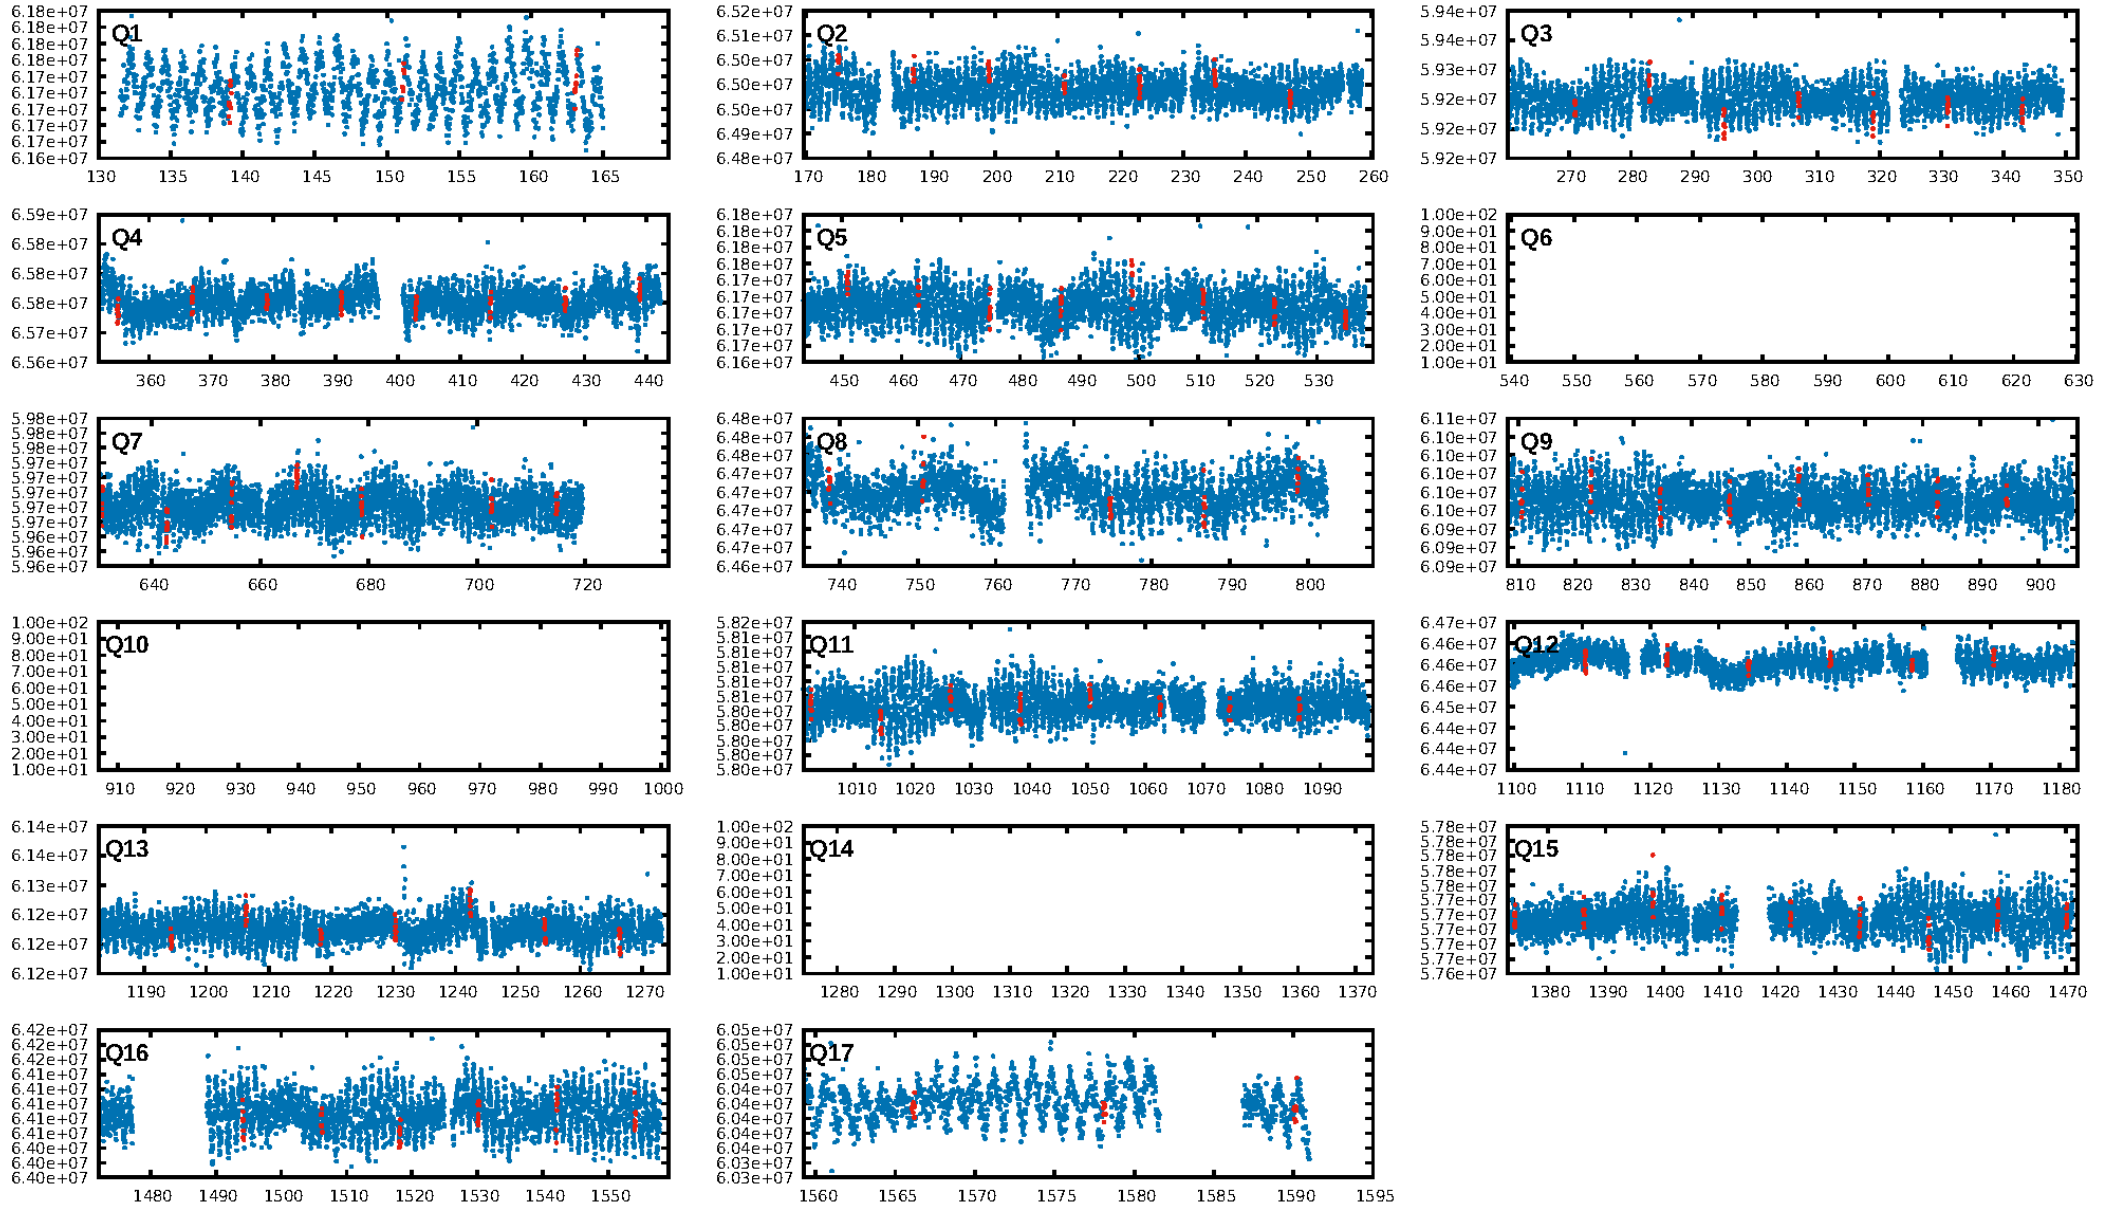 Q1
6.18e+07
6.18e+07
6.18e+07
6.18e+07
6.17e+07
6.17e+07
6.17e+07
6.17e+07
6.17e+07
6.16e+07
130 135 140 145 150 155 160 165
Q2
6.52e+07
6.51e+07
6.51e+07
6.50e+07
6.50e+07
6.49e+07
6.48e+07
170 180 190 200 210 220 230 240 250 260
Q3
5.94e+07
5.94e+07
5.93e+07
5.92e+07
5.92e+07
5.92e+07
270 280 290 300 310 320 330 340 350
Q4
6.59e+07
6.58e+07
6.58e+07
6.58e+07
6.57e+07
6.56e+07
360 370 380 390 400 410 420 430 440
Q5
6.18e+07
6.18e+07
6.18e+07
6.18e+07
6.17e+07
6.17e+07
6.17e+07
6.17e+07
6.17e+07
6.16e+07
450 460 470 480 490 500 510 520 530
Q6
1.00e+02
9.00e+01
8.00e+01
7.00e+01
6.00e+01
5.00e+01
4.00e+01
3.00e+01
2.00e+01
1.00e+01
540 550 560 570 580 590 600 610 620 630
Q7
5.98e+07
5.98e+07
5.98e+07
5.97e+07
5.97e+07
5.97e+07
5.97e+07
5.97e+07
5.96e+07
5.96e+07
5.96e+07
640 660 680 700 720
Q8
6.48e+07
6.48e+07
6.48e+07
6.47e+07
6.47e+07
6.47e+07
6.47e+07
6.47e+07
6.46e+07
740 750 760 770 780 790 800
Q9
6.11e+07
6.10e+07
6.10e+07
6.10e+07
6.10e+07
6.09e+07
6.09e+07
6.09e+07
810 820 830 840 850 860 870 880 890 900
Q10
1.00e+02
9.00e+01
8.00e+01
7.00e+01
6.00e+01
5.00e+01
4.00e+01
3.00e+01
2.00e+01
1.00e+01
910 920 930 940 950 960 970 980 990 1000
Q11
5.82e+07
5.81e+07
5.81e+07
5.81e+07
5.81e+07
5.81e+07
5.80e+07
5.80e+07
5.80e+07
5.80e+07
5.80e+07
1010 1020 1030 1040 1050 1060 1070 1080 1090
Q12
6.47e+07
6.46e+07
6.46e+07
6.46e+07
6.45e+07
6.44e+07
6.44e+07
6.44e+07
1100 1110 1120 1130 1140 1150 1160 1170 1180
Q13
6.14e+07
6.14e+07
6.13e+07
6.12e+07
6.12e+07
6.12e+07
1190 1200 1210 1220 1230 1240 1250 1260 1270
Q14
1.00e+02
9.00e+01
8.00e+01
7.00e+01
6.00e+01
5.00e+01
4.00e+01
3.00e+01
2.00e+01
1.00e+01
1280 1290 1300 1310 1320 1330 1340 1350 1360 1370
Q15
5.78e+07
5.78e+07
5.78e+07
5.78e+07
5.78e+07
5.77e+07
5.77e+07
5.77e+07
5.77e+07
5.77e+07
5.76e+07
1380 1390 1400 1410 1420 1430 1440 1450 1460 1470
Q16
6.42e+07
6.42e+07
6.42e+07
6.41e+07
6.41e+07
6.41e+07
6.41e+07
6.41e+07
6.40e+07
6.40e+07
6.40e+07
1480 1490 1500 1510 1520 1530 1540 1550
Q17
6.05e+07
6.05e+07
6.05e+07
6.04e+07
6.04e+07
6.04e+07
6.04e+07
6.04e+07
6.04e+07
6.03e+07
6.03e+07
1560 1565 1570 1575 1580 1585 1590 1595